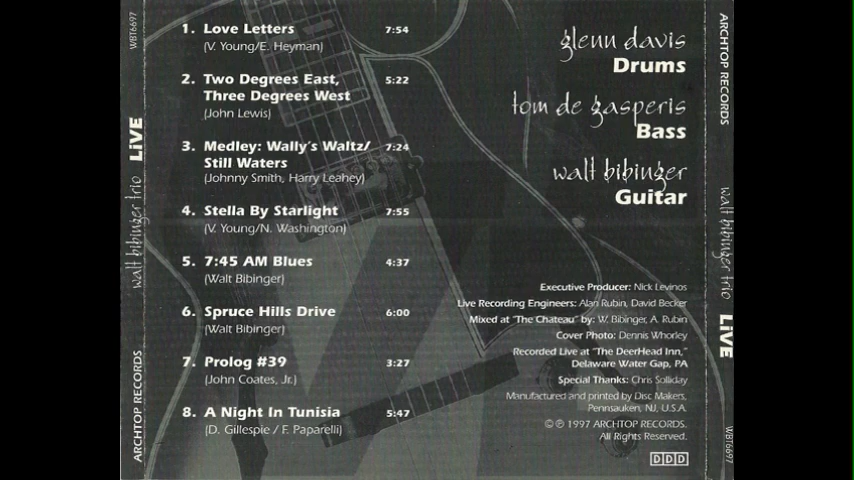 1. Love Letters 7:54
(V. Young/E. Heyman)
2. Two Degrees East, 5:22
Three Degrees West
(John Lewis)
3. Medley: Wally's Waltz/ 7:24
Still Waters
(Johnny Smith, Harry Leahey)
4. Stella By Starlight 7:55
(V. Young/N. Washington)
5. 7:45 AM Blues 4:37
(Walt Bibinger)
6. Spruce Hills Drive 6:00
(Walt Bibinger)
7. Prolog #39 3:27
(John Coates, Jr.)
8. A Night In Tunisia 5:47
(D. Gillespie / F. Paparelli)
glenn davis
Drums
tom de gasperis
Bass
walt bibinger
Guitar
Executive Producer: Nick Levinos
Live Recording Engineers: Alan Rubin, David Becker
Mixed at "The Chateau" by: W. Bibinger, A. Rubin
Cover Photo: Dennis Whorley
Recorded Live at "The DeerHead Inn,"
Delaware Water Gap, PA
Special Thanks: Chris Solliday
Manufactured and printed by Disc Makers,
Pennsauken, NJ, U.S.A.
©℗ 1997 ARCHTOP RECORDS.
All Rights Reserved.
DDD
ARCHTOP RECORDS walt bibinger trio LiVE WBT6697
ARCHTOP RECORDS walt bibinger trio LiVE WBT6697